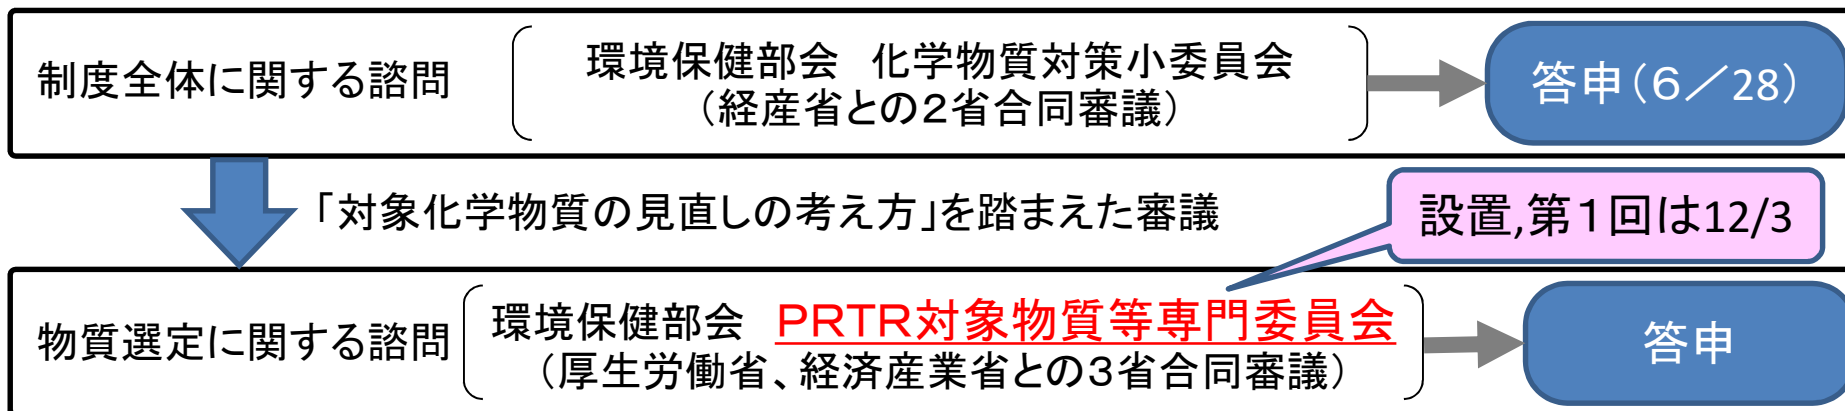 制度全体に関する諮問
環境保健部会　化学物質対策小委員会
（経産省との２省合同審議）
答申（６／28）
「対象化学物質の見直しの考え方」を踏まえた審議
設置,第１回は12/3
物質選定に関する諮問
環境保健部会　ＰＲＴＲ対象物質等専門委員会
（厚生労働省、経済産業省との３省合同審議）
答申